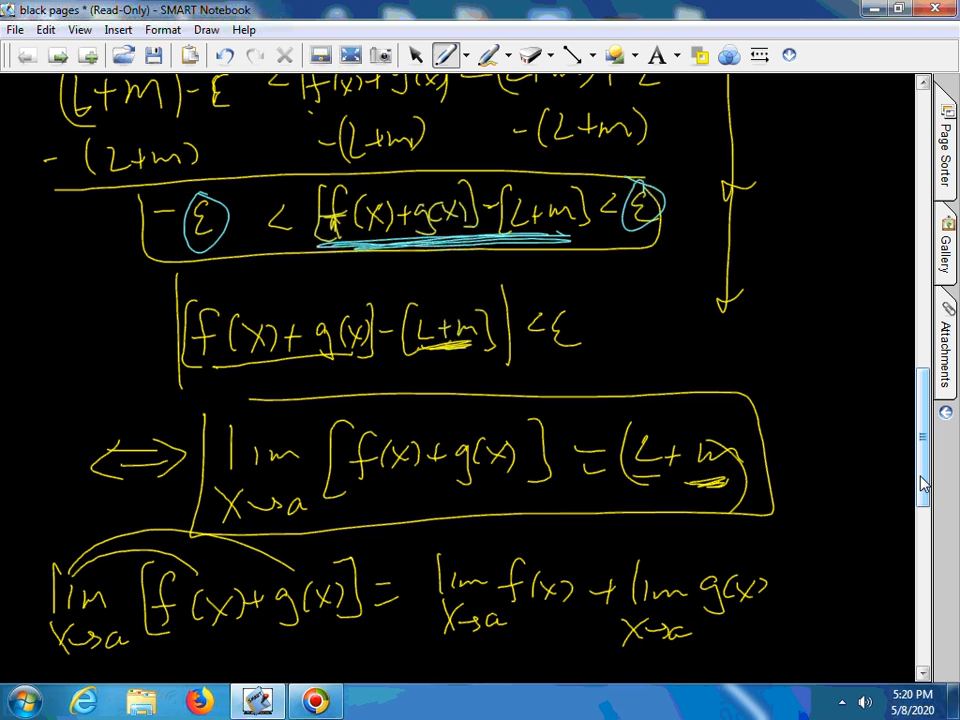 black pages * (Read-Only) - SMART Notebook
File Edit View Insert Format Draw Help
(L+m) - ε < [f(x)+g(x)] - (L+m) < ε
- (L+m) - (L+m) - (L+m)
- ε < [f(x)+g(x)] - [L+m] < ε
|[f(x)+g(x)] - [L+m]| < ε
⟺ lim [f(x)+g(x)] = (L+m)
x→a
lim [f(x)+g(x)] = lim f(x) + lim g(x)
x→a x→a x→a
Page Sorter
Gallery
Attachments
5:20 PM
5/8/2020